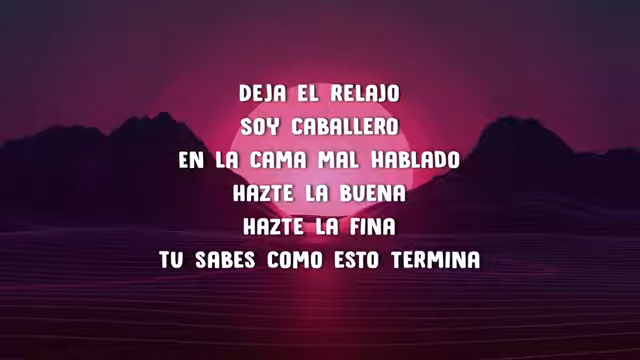 DEJA EL RELAJO
SOY CABALLERO
EN LA CAMA MAL HABLADO
HAZTE LA BUENA
HAZTE LA FINA
TU SABES COMO ESTO TERMINA